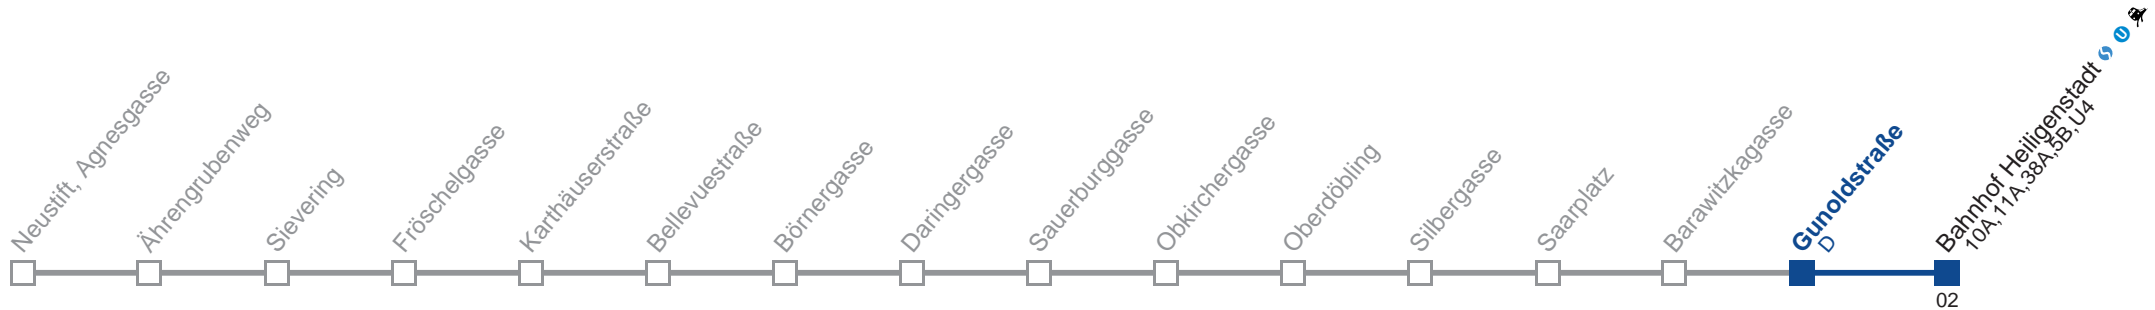 Neustift, Agnesgasse
Ährengrubenweg
Sievering
Fröschelgasse
Karthäuserstraße
Bellevuestraße
Börnergasse
Daringergasse
Sauerburggasse
Obkirchergasse
Oberdöbling
Silbergasse
Saarplatz
Barawitzkagasse
Gunoldstraße
D
Bahnhof Heiligenstadt S U
10A,11A,38A,5B,U4
02